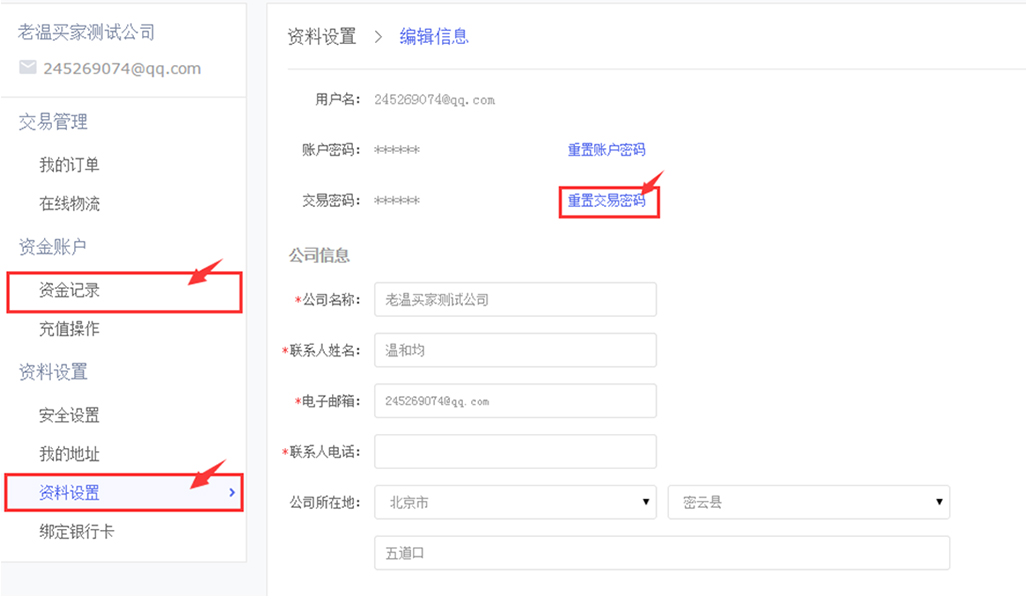 老温买家测试公司
245269074@qq.com
交易管理
我的订单
在线物流
资金账户
资金记录
充值操作
资料设置
安全设置
我的地址
资料设置
绑定银行卡
资料设置 > 编辑信息
用户名： 245269074@qq.com
账户密码： ****** 重置账户密码
交易密码： ****** 重置交易密码
公司信息
*公司名称： 老温买家测试公司
*联系人姓名： 温和均
*电子邮箱： 245269074@qq.com
*联系人电话：
公司所在地： 北京市 密云县
五道口